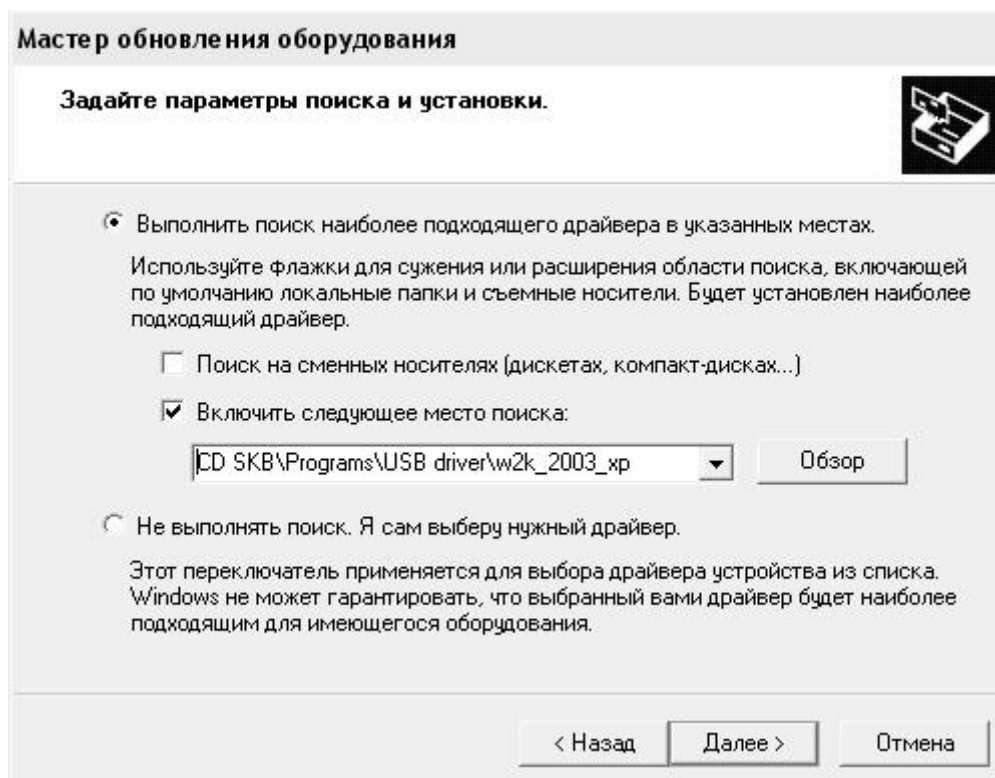 Мастер обновления оборудования
Задайте параметры поиска и установки.
Выполнить поиск наиболее подходящего драйвера в указанных местах.
Используйте флажки для сужения или расширения области поиска, включающей
по умолчанию локальные папки и съемные носители. Будет установлен наиболее
подходящий драйвер.
Поиск на сменных носителях (дискетах, компакт-дисках...)
Включить следующее место поиска:
CD SKB\Programs\USB driver\w2k_2003_xp
Обзор
Не выполнять поиск. Я сам выберу нужный драйвер.
Этот переключатель применяется для выбора драйвера устройства из списка.
Windows не может гарантировать, что выбранный вами драйвер будет наиболее
подходящим для имеющегося оборудования.
< Назад
Далее >
Отмена